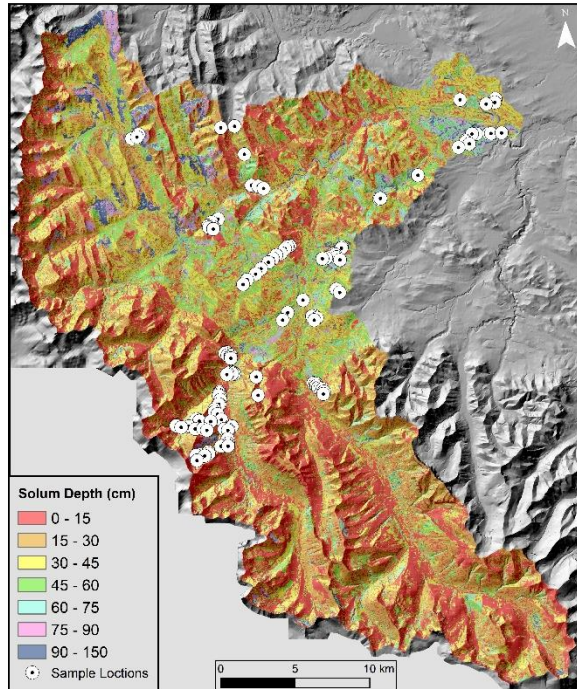 N
Solum Depth (cm)
0 - 15
15 - 30
30 - 45
45 - 60
60 - 75
75 - 90
90 - 150
Sample Loctions
0 5 10 km